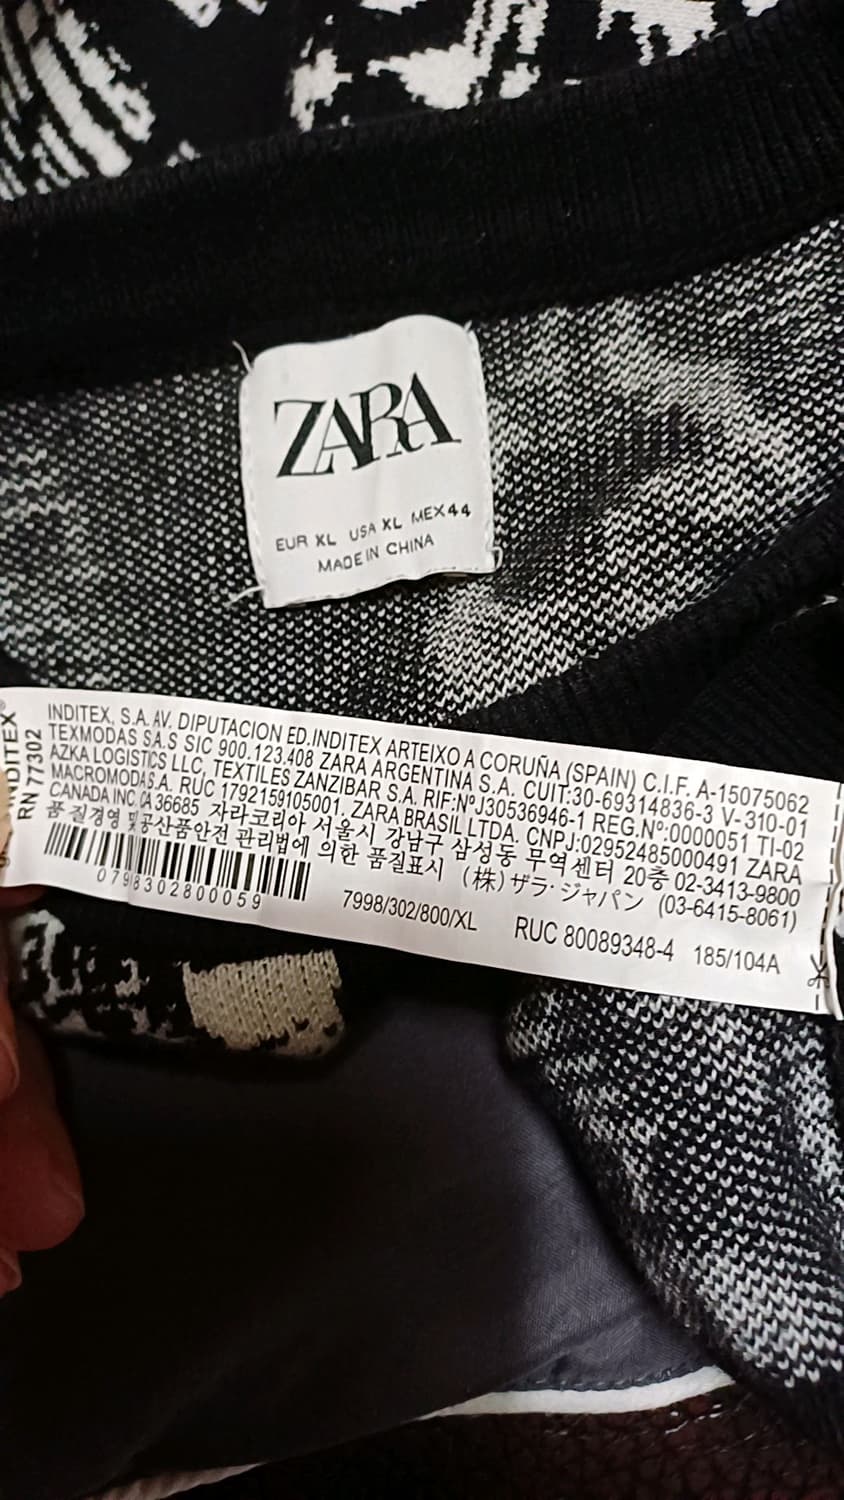 ZARA
EUR XL USA XL MEX 44
MADE IN CHINA
INDITEX®
RN 77302
INDITEX, S.A. AV. DIPUTACION ED.INDITEX ARTEIXO A CORUÑA (SPAIN) C.I.F. A-15075062
TEXMODAS S.A.S SIC 900.123.408 ZARA ARGENTINA S.A. CUIT:30-69314836-3 V-310-01
AZKA LOGISTICS LLC, TEXTILES ZANZIBAR S.A. RIF:NºJ30536946-1 REG.Nº:0000051 TI-02
MACROMODAS.A. RUC 1792159105001, ZARA BRASIL LTDA. CNPJ:02952485000491 ZARA
CANADA INC. CA 36685 자라코리아 서울시 강남구 삼성동 무역센터 20층 02-3413-9800
품질경영 및 공산품안전 관리법에 의한 품질표시 (株)ザラ・ジャパン (03-6415-8061)
0798302800059
7998/302/800/XL RUC 80089348-4 185/104A